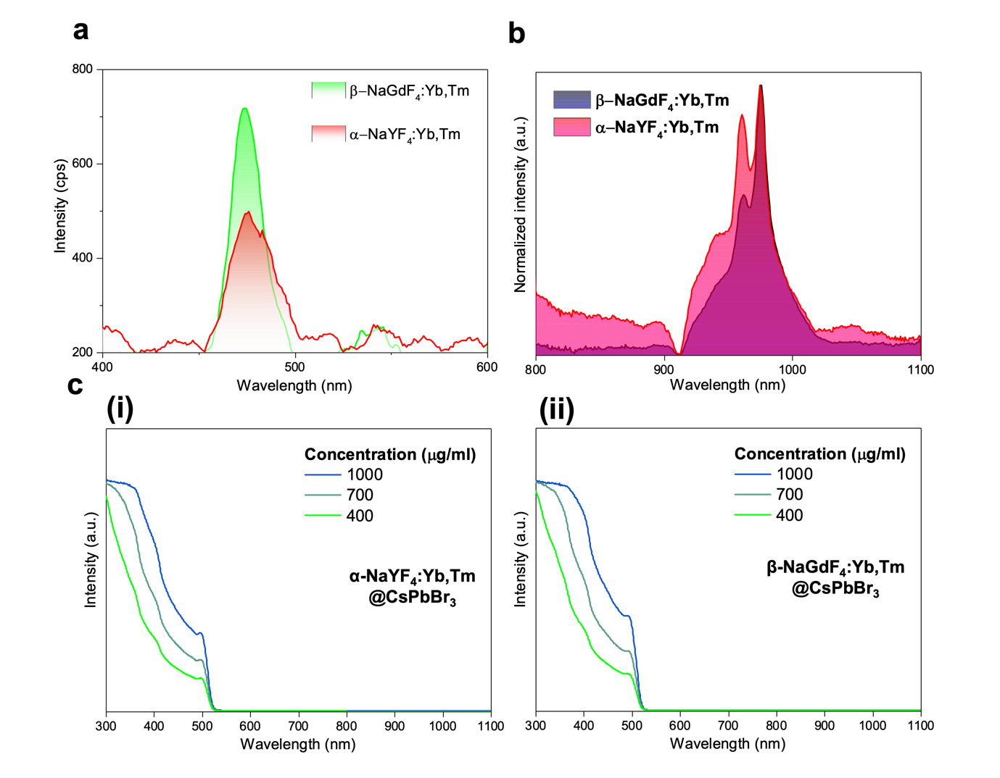 a
800
600
400
200
Intensity (cps)
β–NaGdF₄:Yb,Tm
α–NaYF₄:Yb,Tm
400
500
600
Wavelength (nm)
b
Normalized intensity (a.u.)
β–NaGdF₄:Yb,Tm
α–NaYF₄:Yb,Tm
800
900
1000
1100
Wavelength (nm)
c
(i)
Intensity (a.u.)
Concentration (μg/ml)
1000
700
400
α-NaYF₄:Yb,Tm
@CsPbBr₃
300 400 500 600 700 800 900 1000 1100
Wavelength (nm)
(ii)
Intensity (a.u.)
Concentration (μg/ml)
1000
700
400
β-NaGdF₄:Yb,Tm
@CsPbBr₃
300 400 500 600 700 800 900 1000 1100
Wavelength (nm)